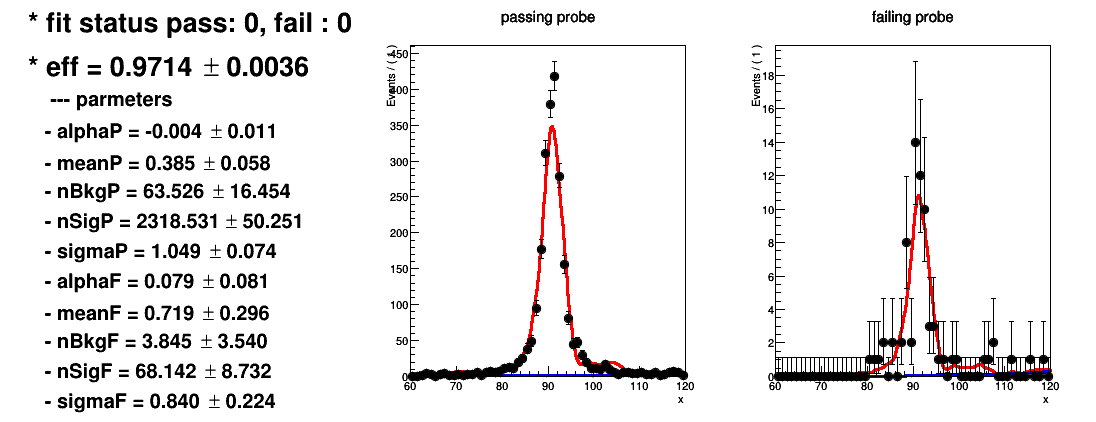 * fit status pass: 0, fail : 0
* eff = 0.9714 ± 0.0036
--- parmeters
- alphaP = -0.004 ± 0.011
- meanP = 0.385 ± 0.058
- nBkgP = 63.526 ± 16.454
- nSigP = 2318.531 ± 50.251
- sigmaP = 1.049 ± 0.074
- alphaF = 0.079 ± 0.081
- meanF = 0.719 ± 0.296
- nBkgF = 3.845 ± 3.540
- nSigF = 68.142 ± 8.732
- sigmaF = 0.840 ± 0.224
passing probe
Events / ( 1 )
450
400
350
300
250
200
150
100
50
0
60 70 80 90 100 110 120
x
failing probe
Events / ( 1 )
18
16
14
12
10
8
6
4
2
0
60 70 80 90 100 110 120
x